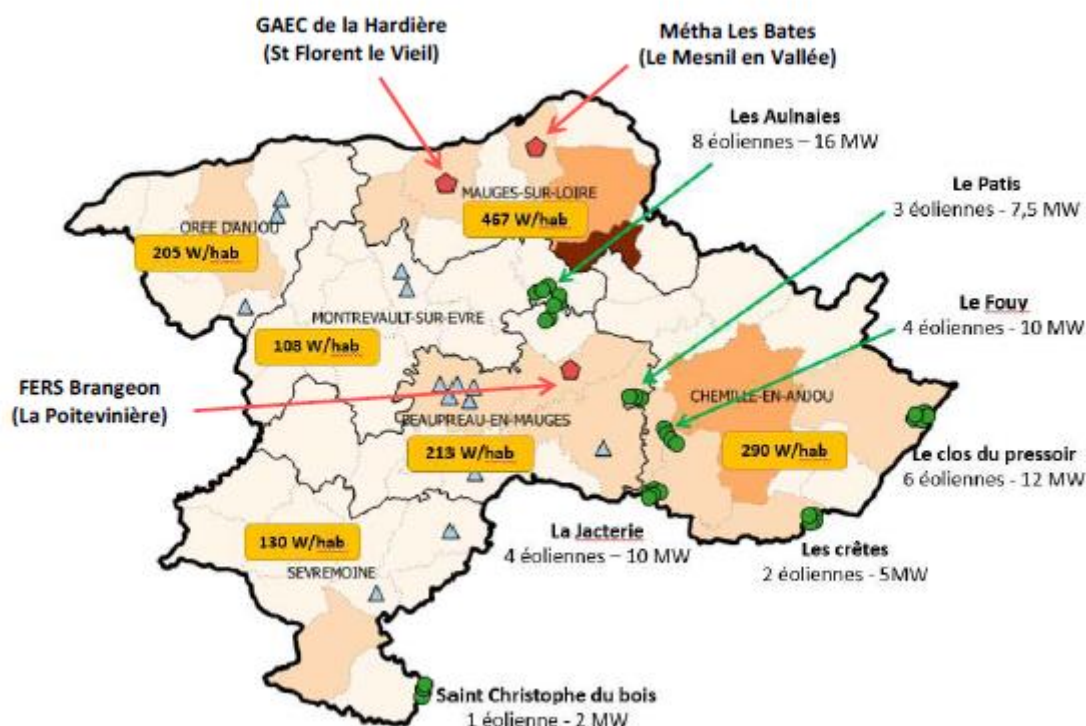 GAEC de la Hardière
(St Florent le Vieil)
Métha Les Bates
(Le Mesnil en Vallée)
Les Aulnaies
8 éoliennes – 16 MW
Le Patis
3 éoliennes - 7,5 MW
MAUGES-SUR-LOIRE
467 W/hab
OREE D'ANJOU
205 W/hab
Le Fouy
4 éoliennes - 10 MW
MONTREVAULT-SUR-EVRE
108 W/hab
FERS Brangeon
(La Poitevinière)
CHEMILLE-EN-ANJOU
290 W/hab
BEAUPREAU-EN-MAUGES
213 W/hab
Le clos du pressoir
6 éoliennes - 12 MW
La Jacterie
4 éoliennes – 10 MW
Les crêtes
2 éoliennes - 5MW
130 W/hab
SEVREMOINE
Saint Christophe du bois
1 éolienne - 2 MW